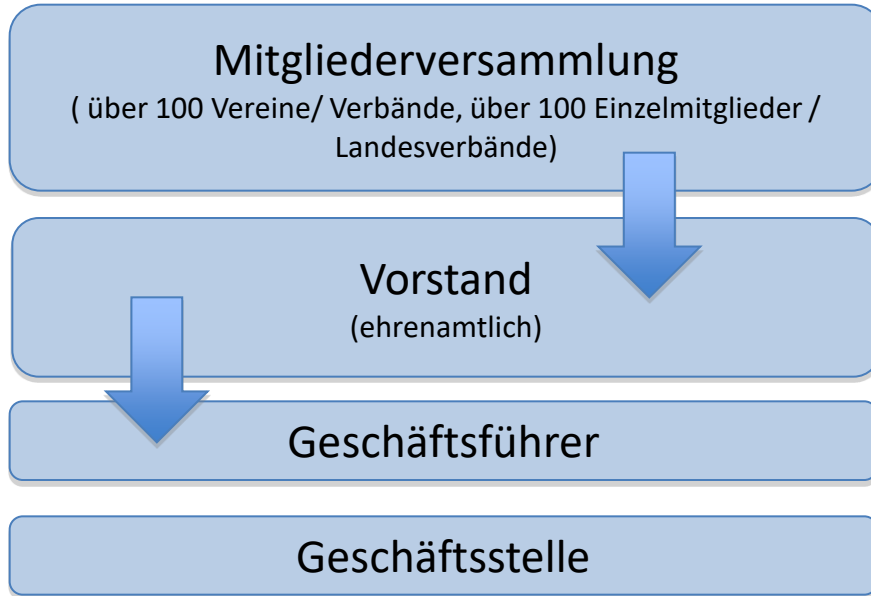 Mitgliederversammlung
( über 100 Vereine/ Verbände, über 100 Einzelmitglieder /
Landesverbände)
Vorstand
(ehrenamtlich)
Geschäftsführer
Geschäftsstelle